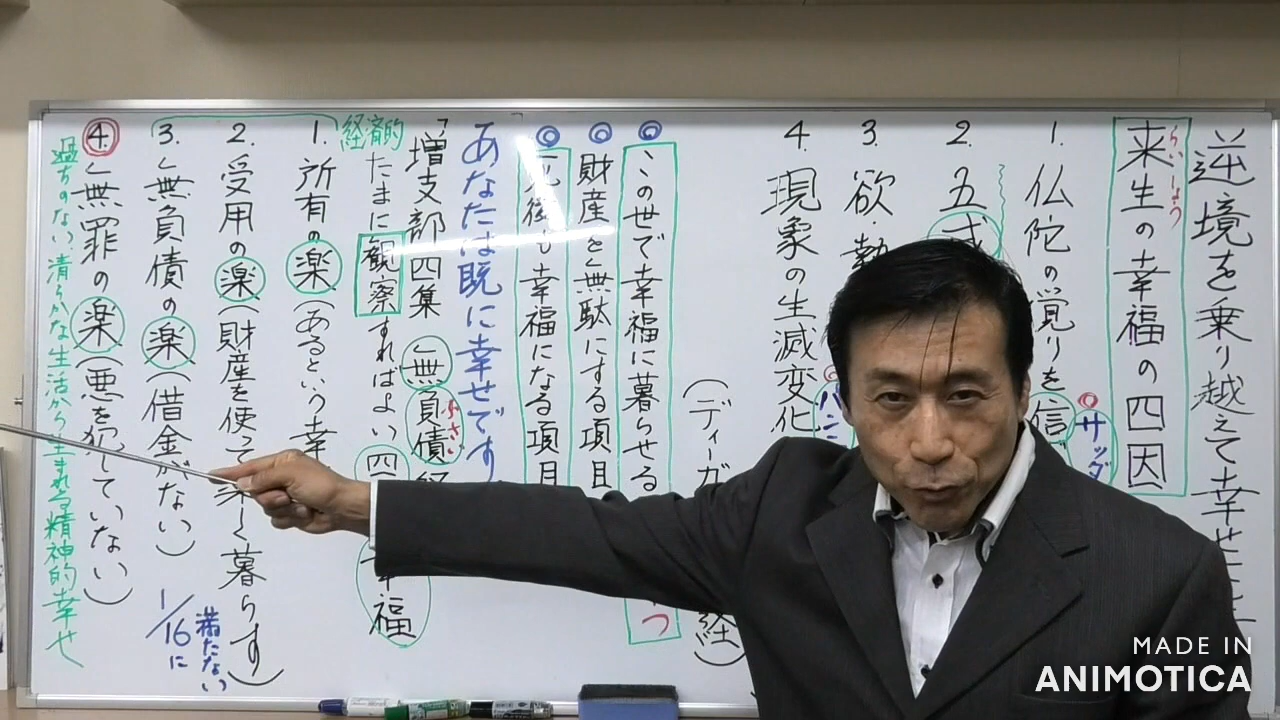 逆境を乗り越えて幸せに
来生の幸福の四因
らいしょう
1. 仏陀の覚りを信
サッダ
2. 五戒
3. 欲・執
4. 現象の生滅変化
パンニ
(ディーガ
経)
◎この世で幸福に暮らせる
つ
◎財産を無駄にする項目
◎死後も幸福になる項目
あなたは既に幸せです
「増支部四集 無負債経
ふさい
たまに観察すればよい四
幸福
経済的
1. 所有の楽(あるという幸
2. 受用の楽(財産を使って楽しく暮らす)
3. 無負債の楽(借金がない)
1/16に
満たない
4. 無罪の楽(悪を犯していない)
過ちのない、清らかな生活から生まれる精神的幸せ
MADE IN
ANIMOTICA